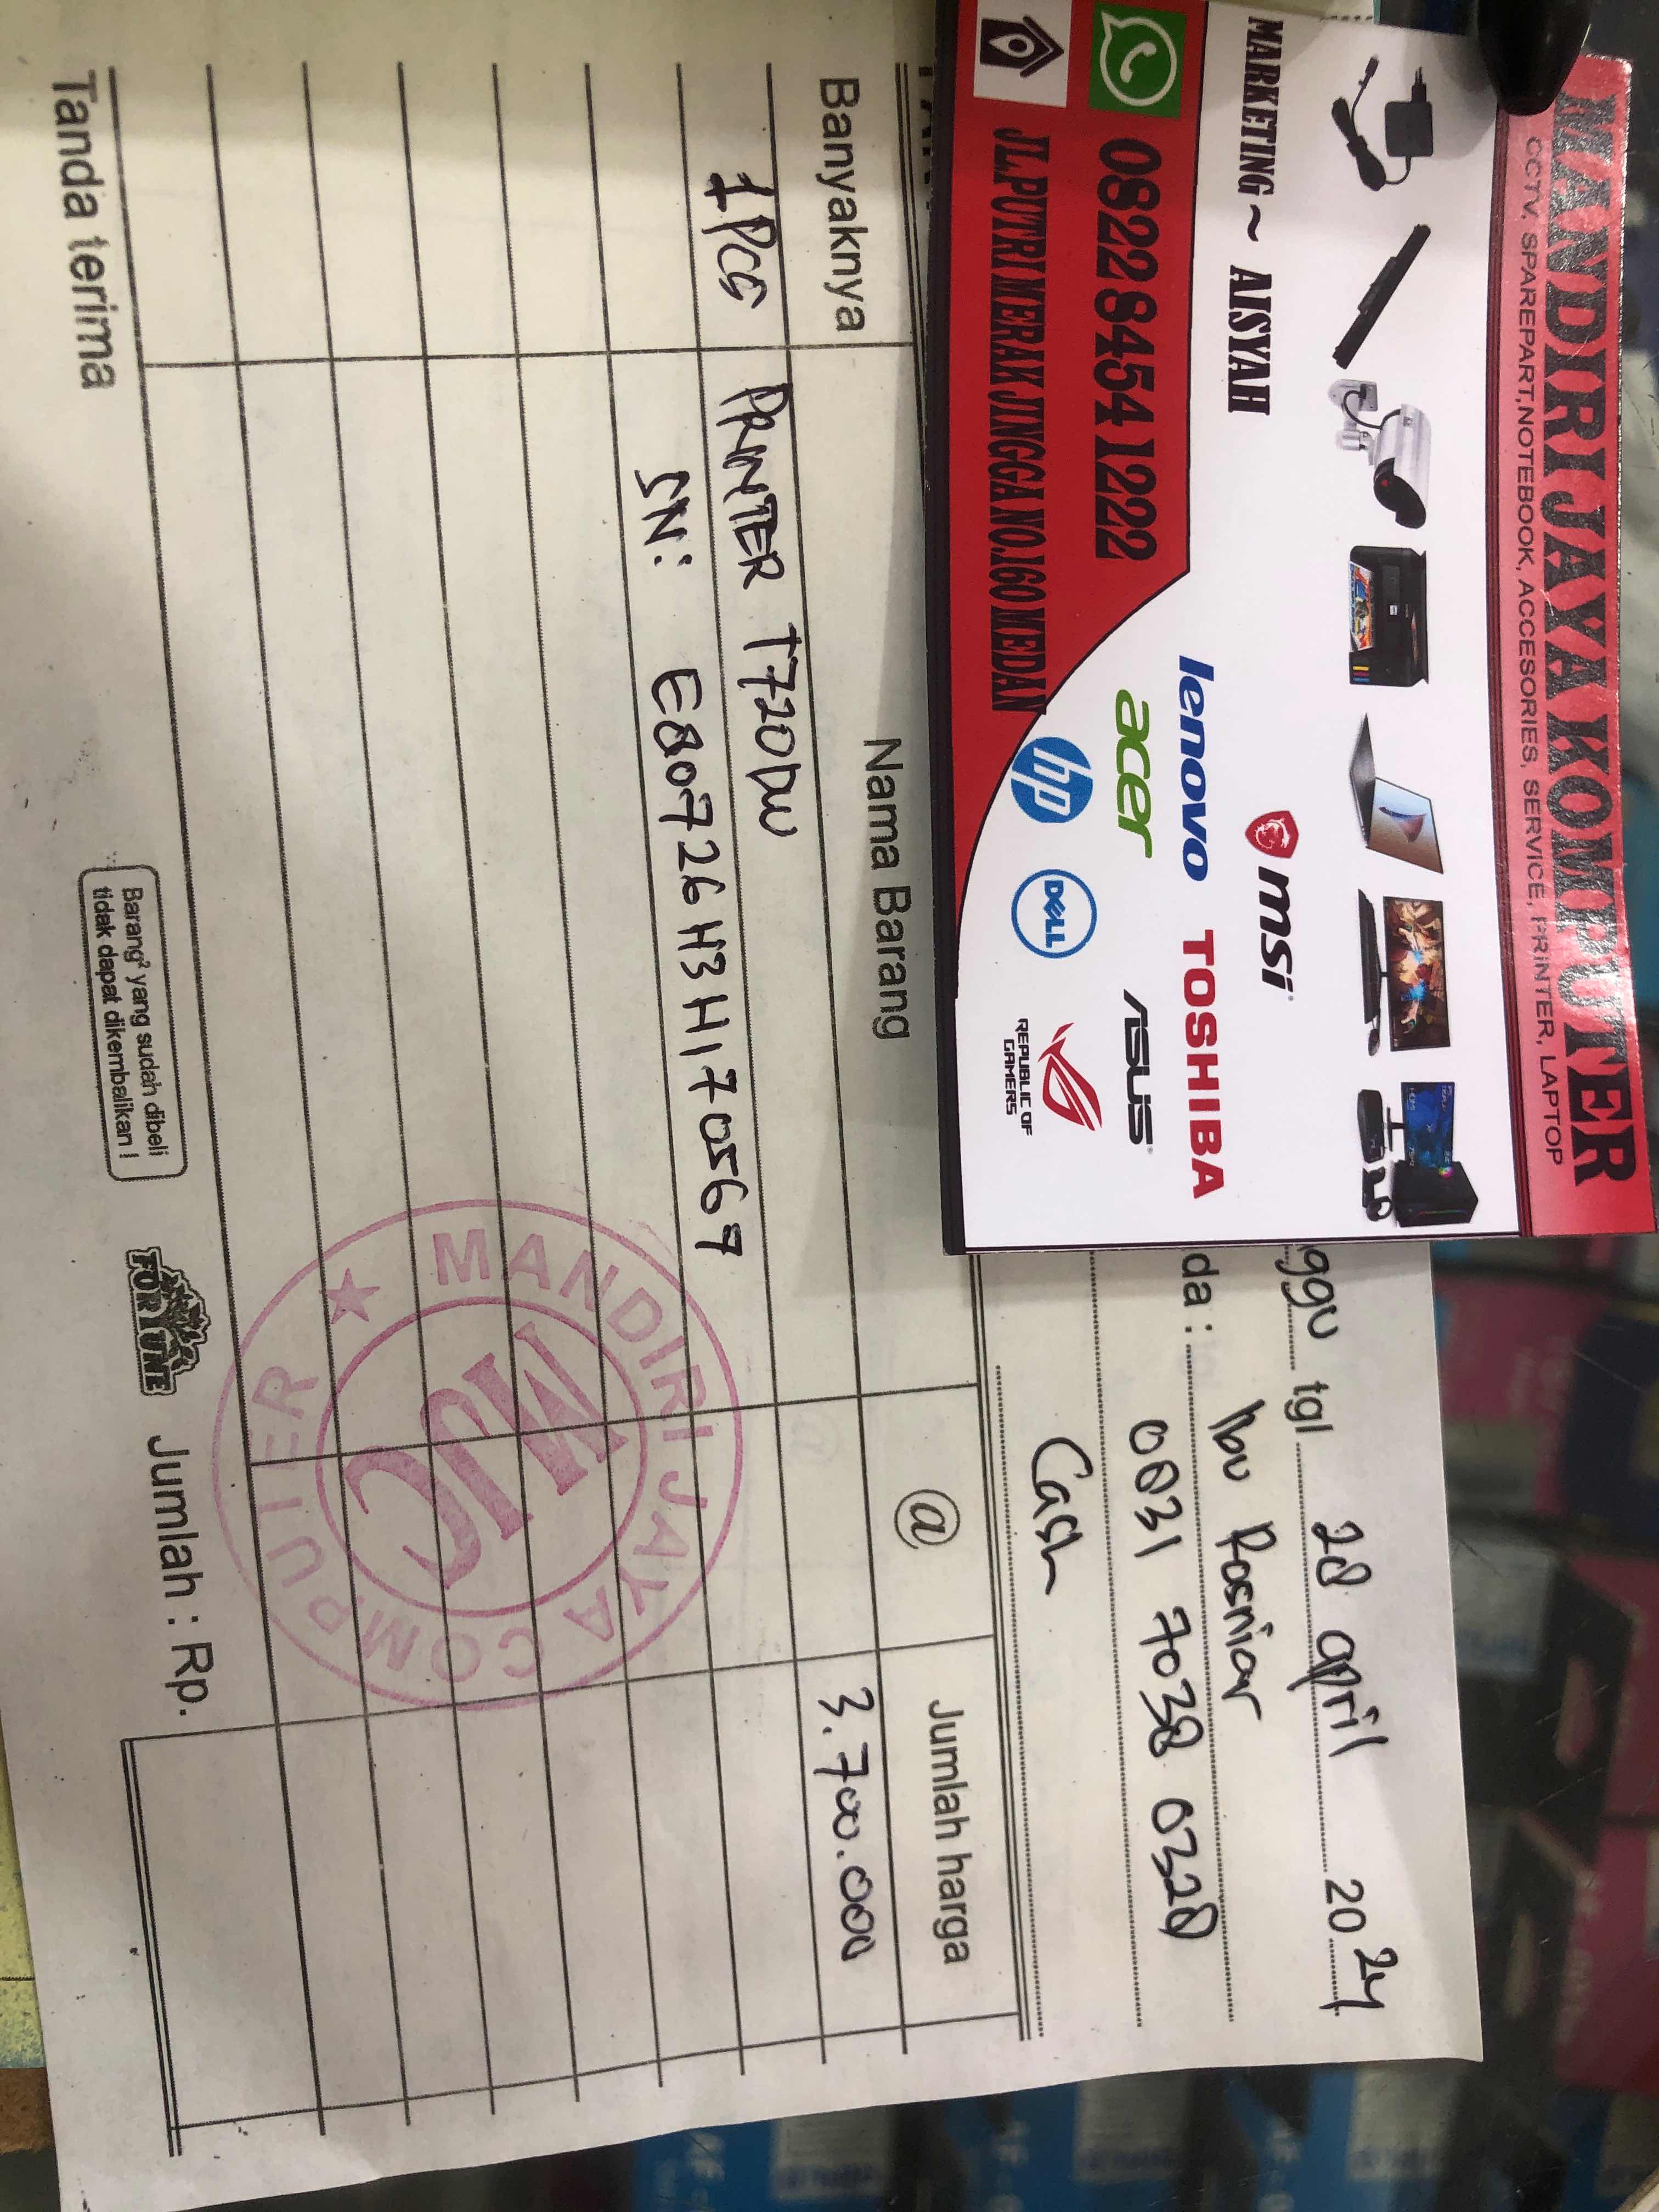 MANDIRI JAYA KOMPUTER
CCTV, SPAREPART,NOTEBOOK, ACCESORIES, SERVICE, PRiNTER, LAPTOP
MARKETING ~ AISYAH
msi
lenovo TOSHIBA
0822 8454 1222
acer ASUS
JL.PUTRI MERAK JINGGA NO.160 MEDAN
hp DELL REPUBLIC OF
GAMERS
ggu tgl 28 april 2024
da : Ibu Rosniar
0831 7038 0328
Cash
Banyaknya Nama Barang @ Jumlah harga
1 PCS PRINTER T720DW 3.700.000
SN: E80726H3H170567
MANDIRI JAYA COMPUTER
MJC
Tanda terima
Barang² yang sudah dibeli
tidak dapat dikembalikan !
FORTUNE
Jumlah : Rp.